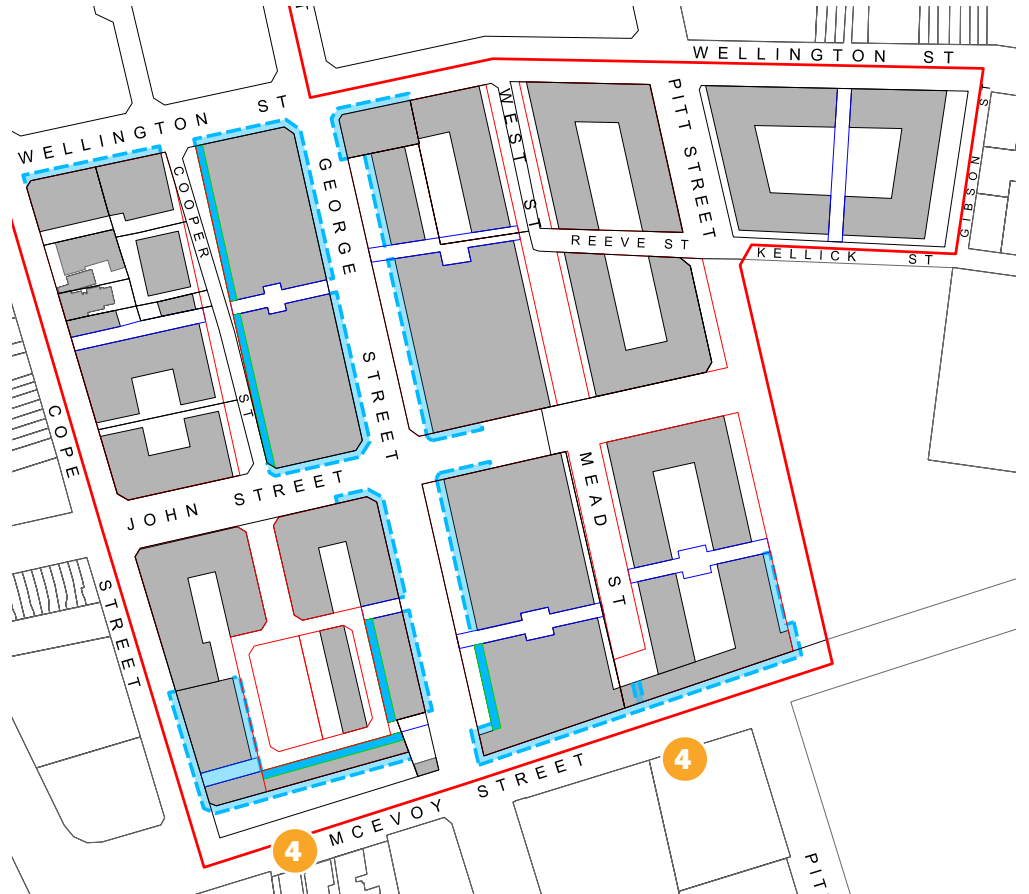 WELLINGTON ST
WELLINGTON ST
WEST ST
PITT STREET
GIBSON ST
COOPER ST
GEORGE STREET
REEVE ST
KELLICK ST
COPE STREET
JOHN STREET
MEAD ST
MCEVOY STREET
4
4
PIT